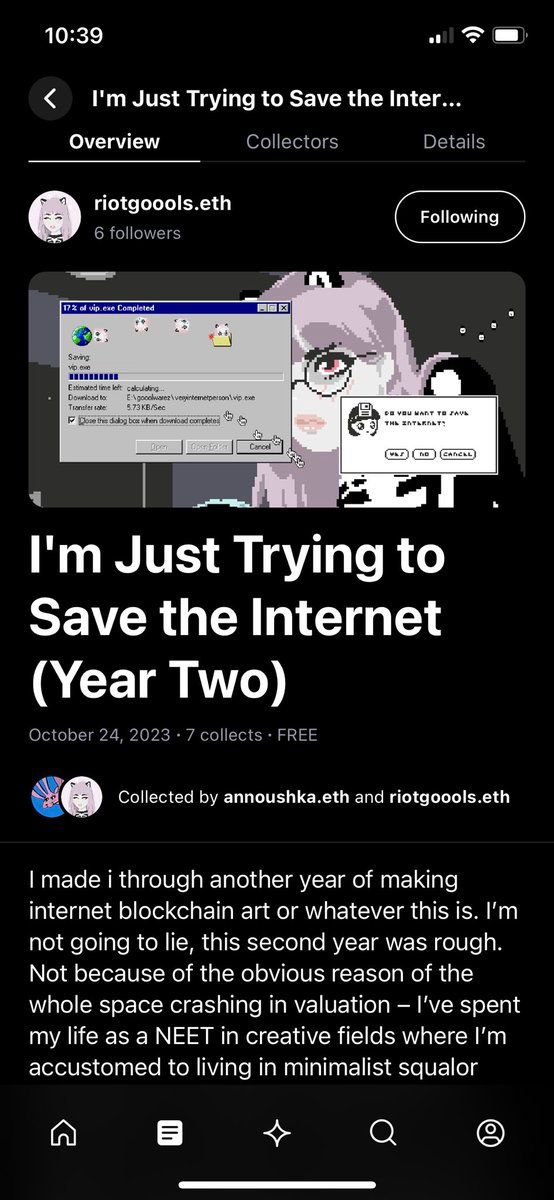 10:39
I'm Just Trying to Save the Inter...
Overview
Collectors
Details
riotgoools.eth
6 followers
Following
17% of vip.exe Completed
Saving:
vip.exe
Estimated time left: calculating...
Download to: E:\goolwarez\veryinternetperson\vip.exe
Transfer rate: 5.73 KB/Sec
Close this dialog box when download completes
Open
Open Folder
Cancel
DO YOU WANT TO SAVE
THE INTERNET?
YES
NO
CANCEL
I'm Just Trying to
Save the Internet
(Year Two)
October 24, 2023 · 7 collects · FREE
Collected by annoushka.eth and riotgoools.eth
I made i through another year of making
internet blockchain art or whatever this is. I’m
not going to lie, this second year was rough.
Not because of the obvious reason of the
whole space crashing in valuation – I’ve spent
my life as a NEET in creative fields where I’m
accustomed to living in minimalist squalor